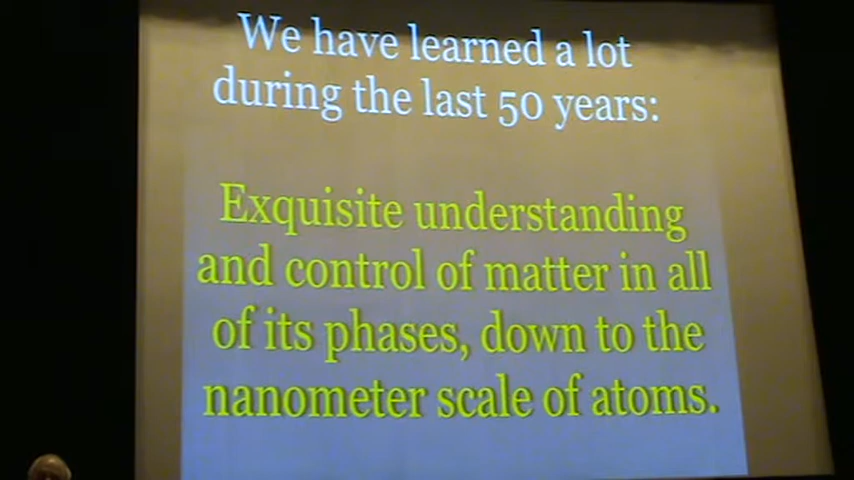 We have learned a lot
during the last 50 years:
Exquisite understanding
and control of matter in all
of its phases, down to the
nanometer scale of atoms.